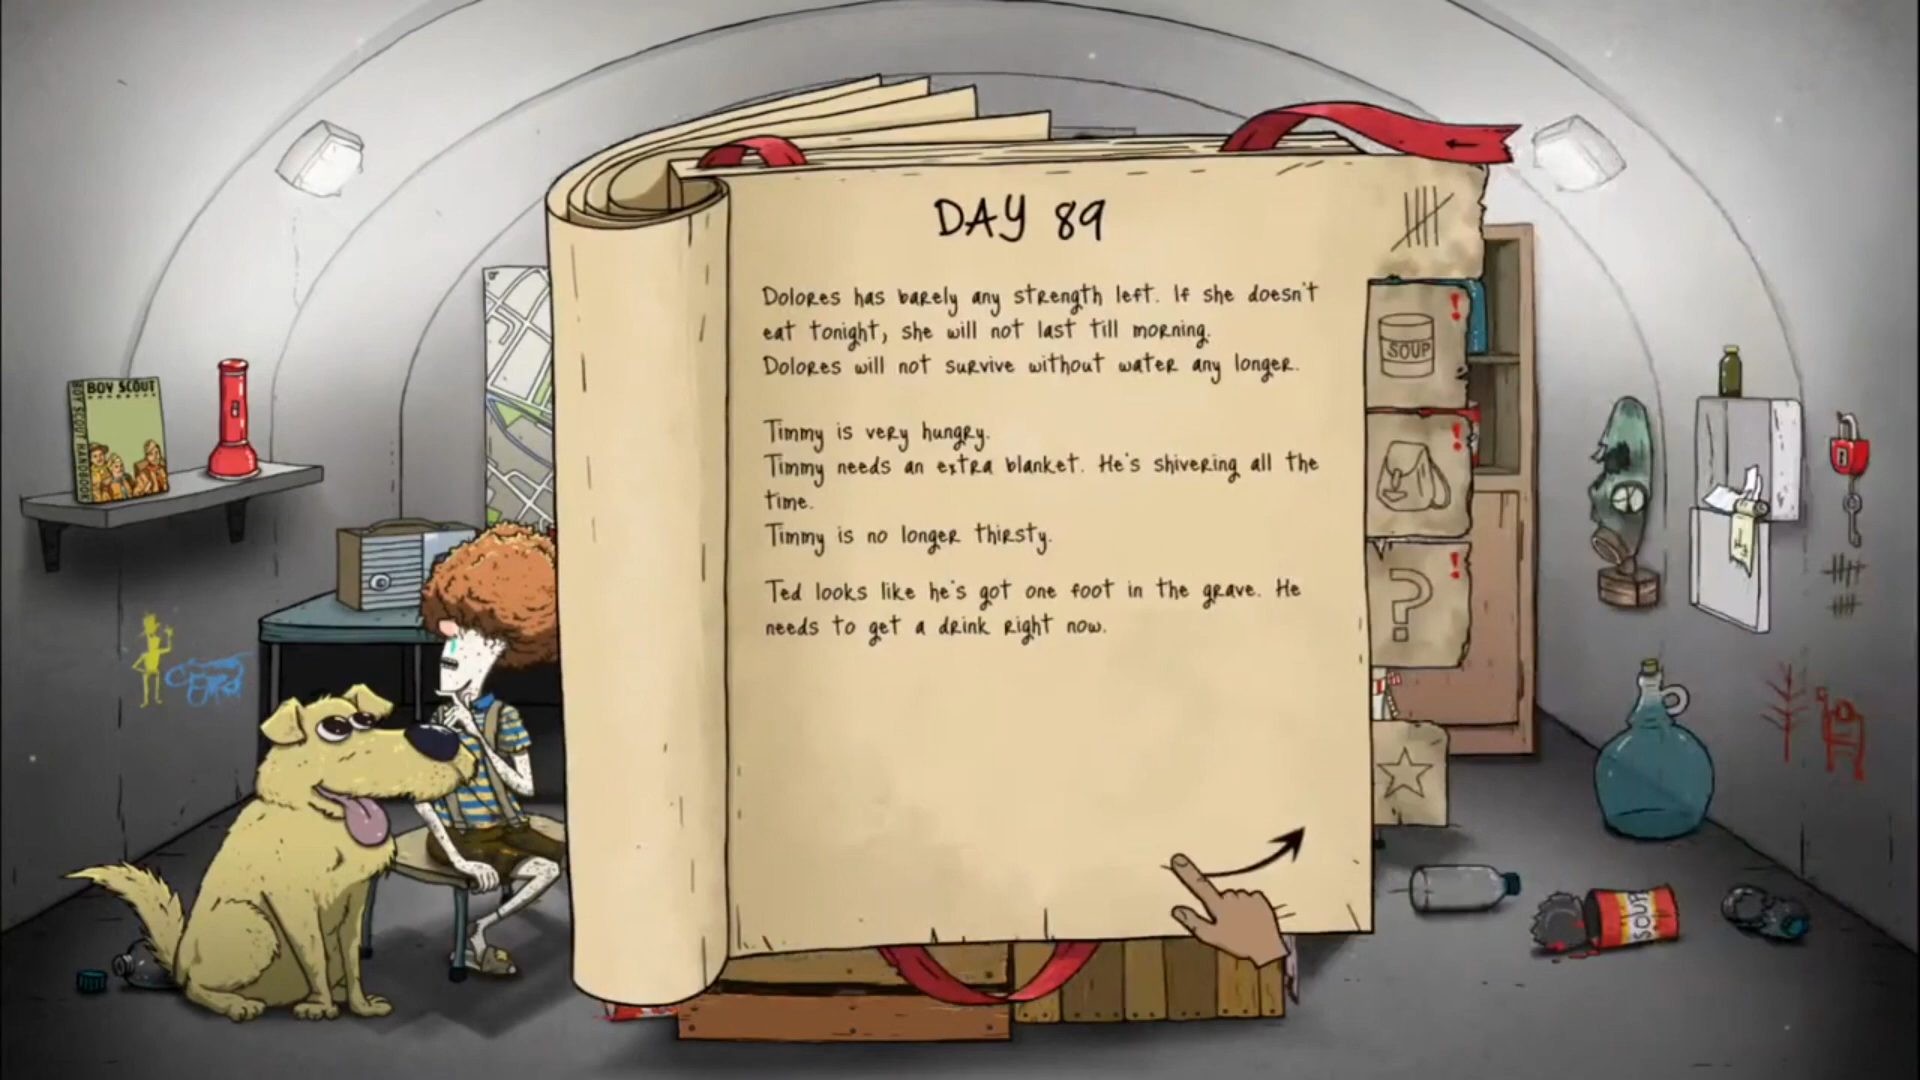 DAY 89
Dolores has barely any strength left. If she doesn't
eat tonight, she will not last till morning.
Dolores will not survive without water any longer.
Timmy is very hungry.
Timmy needs an extra blanket. He's shivering all the
time.
Timmy is no longer thirsty.
Ted looks like he's got one foot in the grave. He
needs to get a drink right now.
!
SOUP
!
!
?
BOY SCOUT
BOY SCOUT HANDBOOK
SOUP